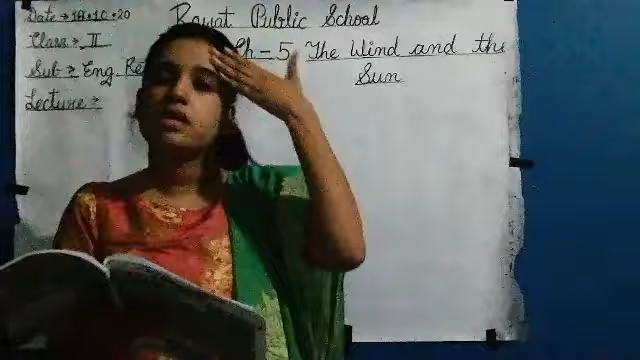 Date → 18.10.20
Rawat Public School
Class → II
Ch - 5 The Wind and the
Sun
Sub → Eng. Re
Lecture →